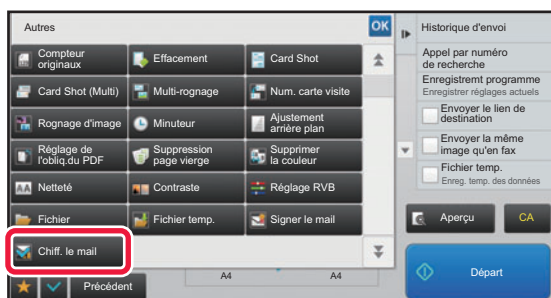 Autres
OK
Compteur
originaux
Effacement
Card Shot
Card Shot (Multi)
Multi-rognage
Num. carte visite
Rognage d'image
Minuteur
Ajustement
arrière plan
Réglage de
l'obliq.du PDF
Suppression
page vierge
Supprimer
la couleur
AA
Netteté
Contraste
Réglage RVB
Fichier
Fichier temp.
Signer le mail
Chiff. le mail
Précédent
A4
A4
Historique d'envoi
Appel par numéro
de recherche
Enregistremt programme
Enregistrer réglages actuels
Envoyer le lien de
destination
Envoyer la même
image qu'en fax
Fichier temp.
Enreg. temp. des données
Aperçu
CA
Départ